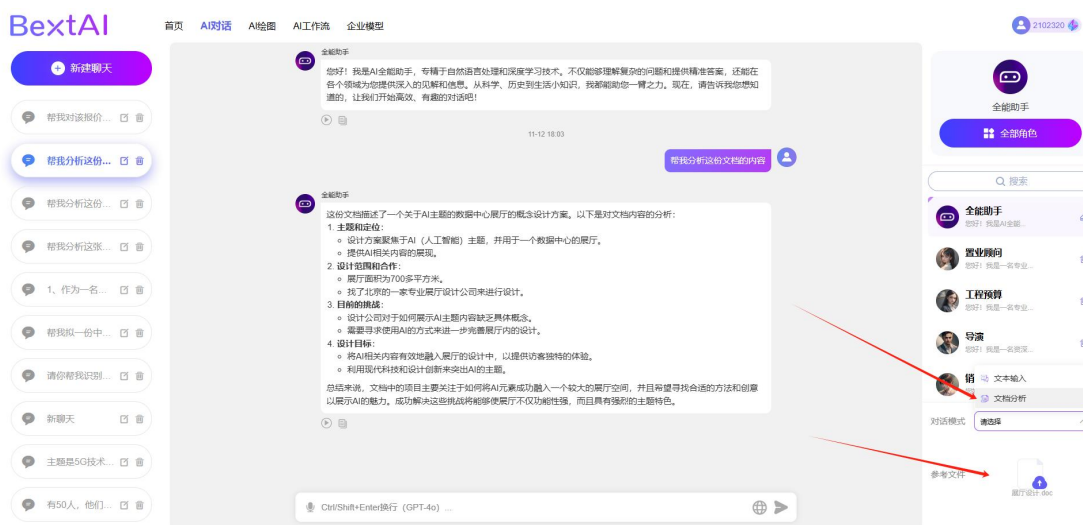 BextAI
首页 AI对话 AI绘图 AI工作流 企业模型
2102320
新建聊天
帮我对该报价...
帮我分析这份...
帮我分析这份...
帮我分析这张...
1、作为一名...
帮我拟一份中...
请你帮我识别...
新聊天
主题是5G技术...
有50人，他们...
全能助手
您好！我是AI全能助手，专精于自然语言处理和深度学习技术。不仅能够理解复杂的问题和提供精准答案，还能在
各个领域为您提供深入的见解和信息。从科学、历史到生活小知识，我都能助您一臂之力。现在，请告诉我您想知
道的，让我们开始高效、有趣的对话吧！
11-12 18:03
帮我分析这份文档的内容
全能助手
这份文档描述了一个关于AI主题的数据中心展厅的概念设计方案。以下是对文档内容的分析：
1. 主题和定位：
设计方案聚焦于AI（人工智能）主题，并用于一个数据中心的展厅。
提供AI相关内容的展现。
2. 设计范围和合作：
展厅面积为700多平方米。
找了北京的一家专业展厅设计公司来进行设计。
3. 目前的挑战：
设计公司对于如何展示AI主题内容缺乏具体概念。
需要寻求使用AI的方式来进一步完善展厅内的设计。
4. 设计目标：
将AI相关内容有效地融入展厅的设计中，以提供访客独特的体验。
利用现代科技和设计创新来突出AI的主题。
总结来说，文档中的项目主要关注于如何将AI元素成功融入一个较大的展厅空间，并且希望寻找合适的方法和创意
以展示AI的魅力。成功解决这些挑战将能够使展厅不仅功能性强，而且具有强烈的主题特色。
Ctrl/Shift+Enter换行（GPT-4o）...
全能助手
全部角色
搜索
全能助手
您好！我是AI全能...
置业顾问
您好！我是一名专业...
工程预算
您好！我是一名专业...
导演
您好！我是一名资深...
销
文本输入
文档分析
对话模式 请选择
参考文件
展厅设计.doc